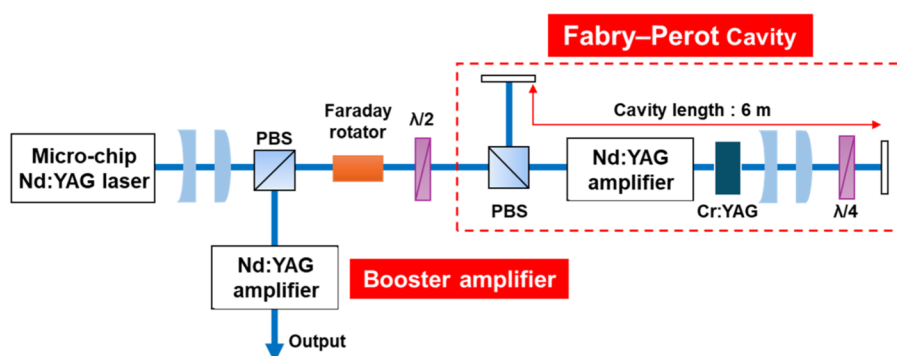 Fabry–Perot Cavity
Cavity length : 6 m
Faraday
rotator
λ/2
PBS
Micro-chip
Nd:YAG laser
Nd:YAG
amplifier
PBS
Cr:YAG
λ/4
Nd:YAG
amplifier
Booster amplifier
Output